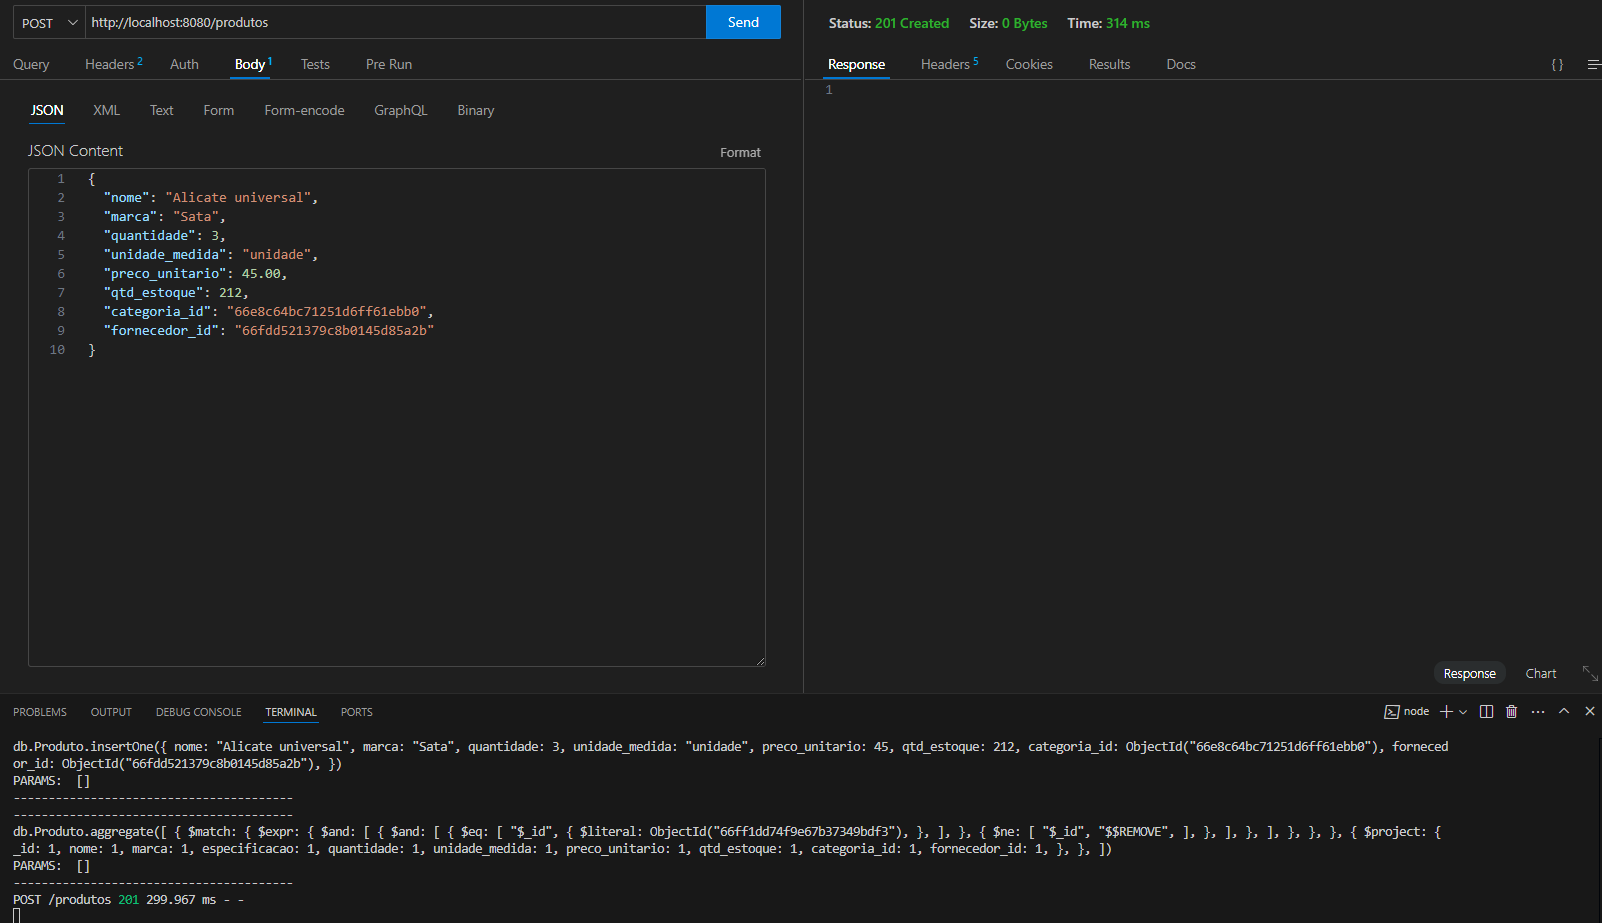 POST http://localhost:8080/produtos Send
Status: 201 Created Size: 0 Bytes Time: 314 ms
Query Headers 2 Auth Body 1 Tests Pre Run
Response Headers 5 Cookies Results Docs { }
1
JSON XML Text Form Form-encode GraphQL Binary
JSON Content Format
1 {
2 "nome": "Alicate universal",
3 "marca": "Sata",
4 "quantidade": 3,
5 "unidade_medida": "unidade",
6 "preco_unitario": 45.00,
7 "qtd_estoque": 212,
8 "categoria_id": "66e8c64bc71251d6ff61ebb0",
9 "fornecedor_id": "66fdd521379c8b0145d85a2b"
10 }
Response Chart
PROBLEMS OUTPUT DEBUG CONSOLE TERMINAL PORTS node
db.Produto.insertOne({ nome: "Alicate universal", marca: "Sata", quantidade: 3, unidade_medida: "unidade", preco_unitario: 45, qtd_estoque: 212, categoria_id: ObjectId("66e8c64bc71251d6ff61ebb0"), forneced
or_id: ObjectId("66fdd521379c8b0145d85a2b"), })
PARAMS: []
----------------------------------------
----------------------------------------
db.Produto.aggregate([ { $match: { $expr: { $and: [ { $and: [ { $eq: [ "$_id", { $literal: ObjectId("66ff1dd74f9e67b37349bdf3"), }, ], }, { $ne: [ "$_id", "$$REMOVE", ], }, ], }, ], }, }, }, { $project: {
_id: 1, nome: 1, marca: 1, especificacao: 1, quantidade: 1, unidade_medida: 1, preco_unitario: 1, qtd_estoque: 1, categoria_id: 1, fornecedor_id: 1, }, }, ])
PARAMS: []
----------------------------------------
POST /produtos 201 299.967 ms - -